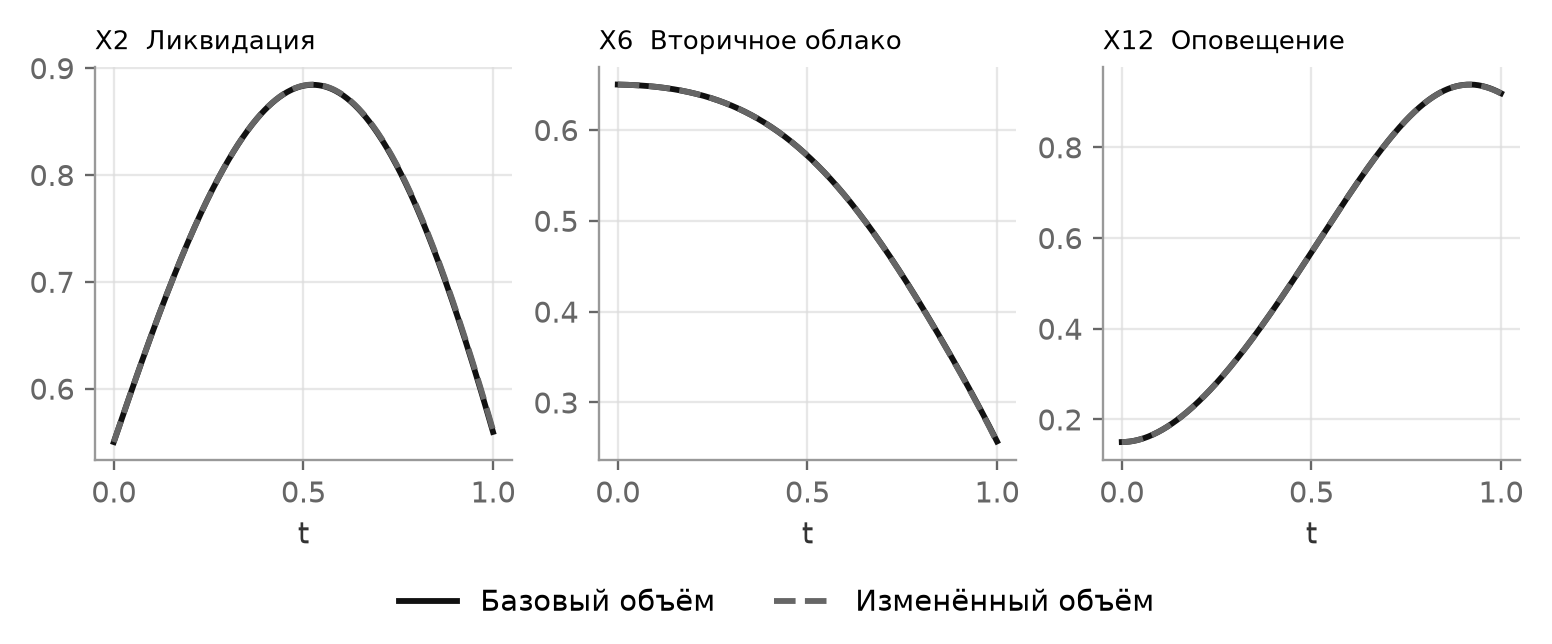 X2 Ликвидация
0.9
0.8
0.7
0.6
0.0 0.5 1.0
t
X6 Вторичное облако
0.6
0.5
0.4
0.3
0.0 0.5 1.0
t
X12 Оповещение
0.8
0.6
0.4
0.2
0.0 0.5 1.0
t
Базовый объём Изменённый объём